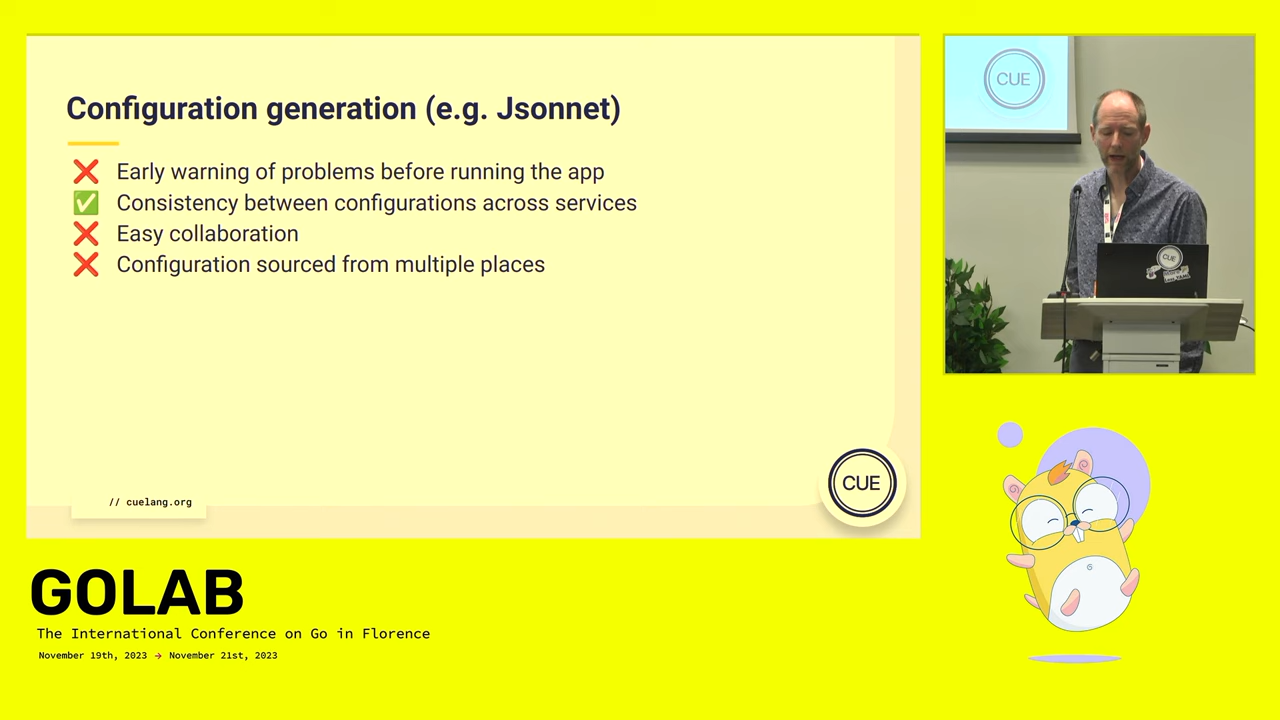 Configuration generation (e.g. Jsonnet)
❌ Early warning of problems before running the app
✅ Consistency between configurations across services
❌ Easy collaboration
❌ Configuration sourced from multiple places
// cuelang.org
CUE
CUE
CUE
GOLAB
The International Conference on Go in Florence
November 19th, 2023 → November 21st, 2023